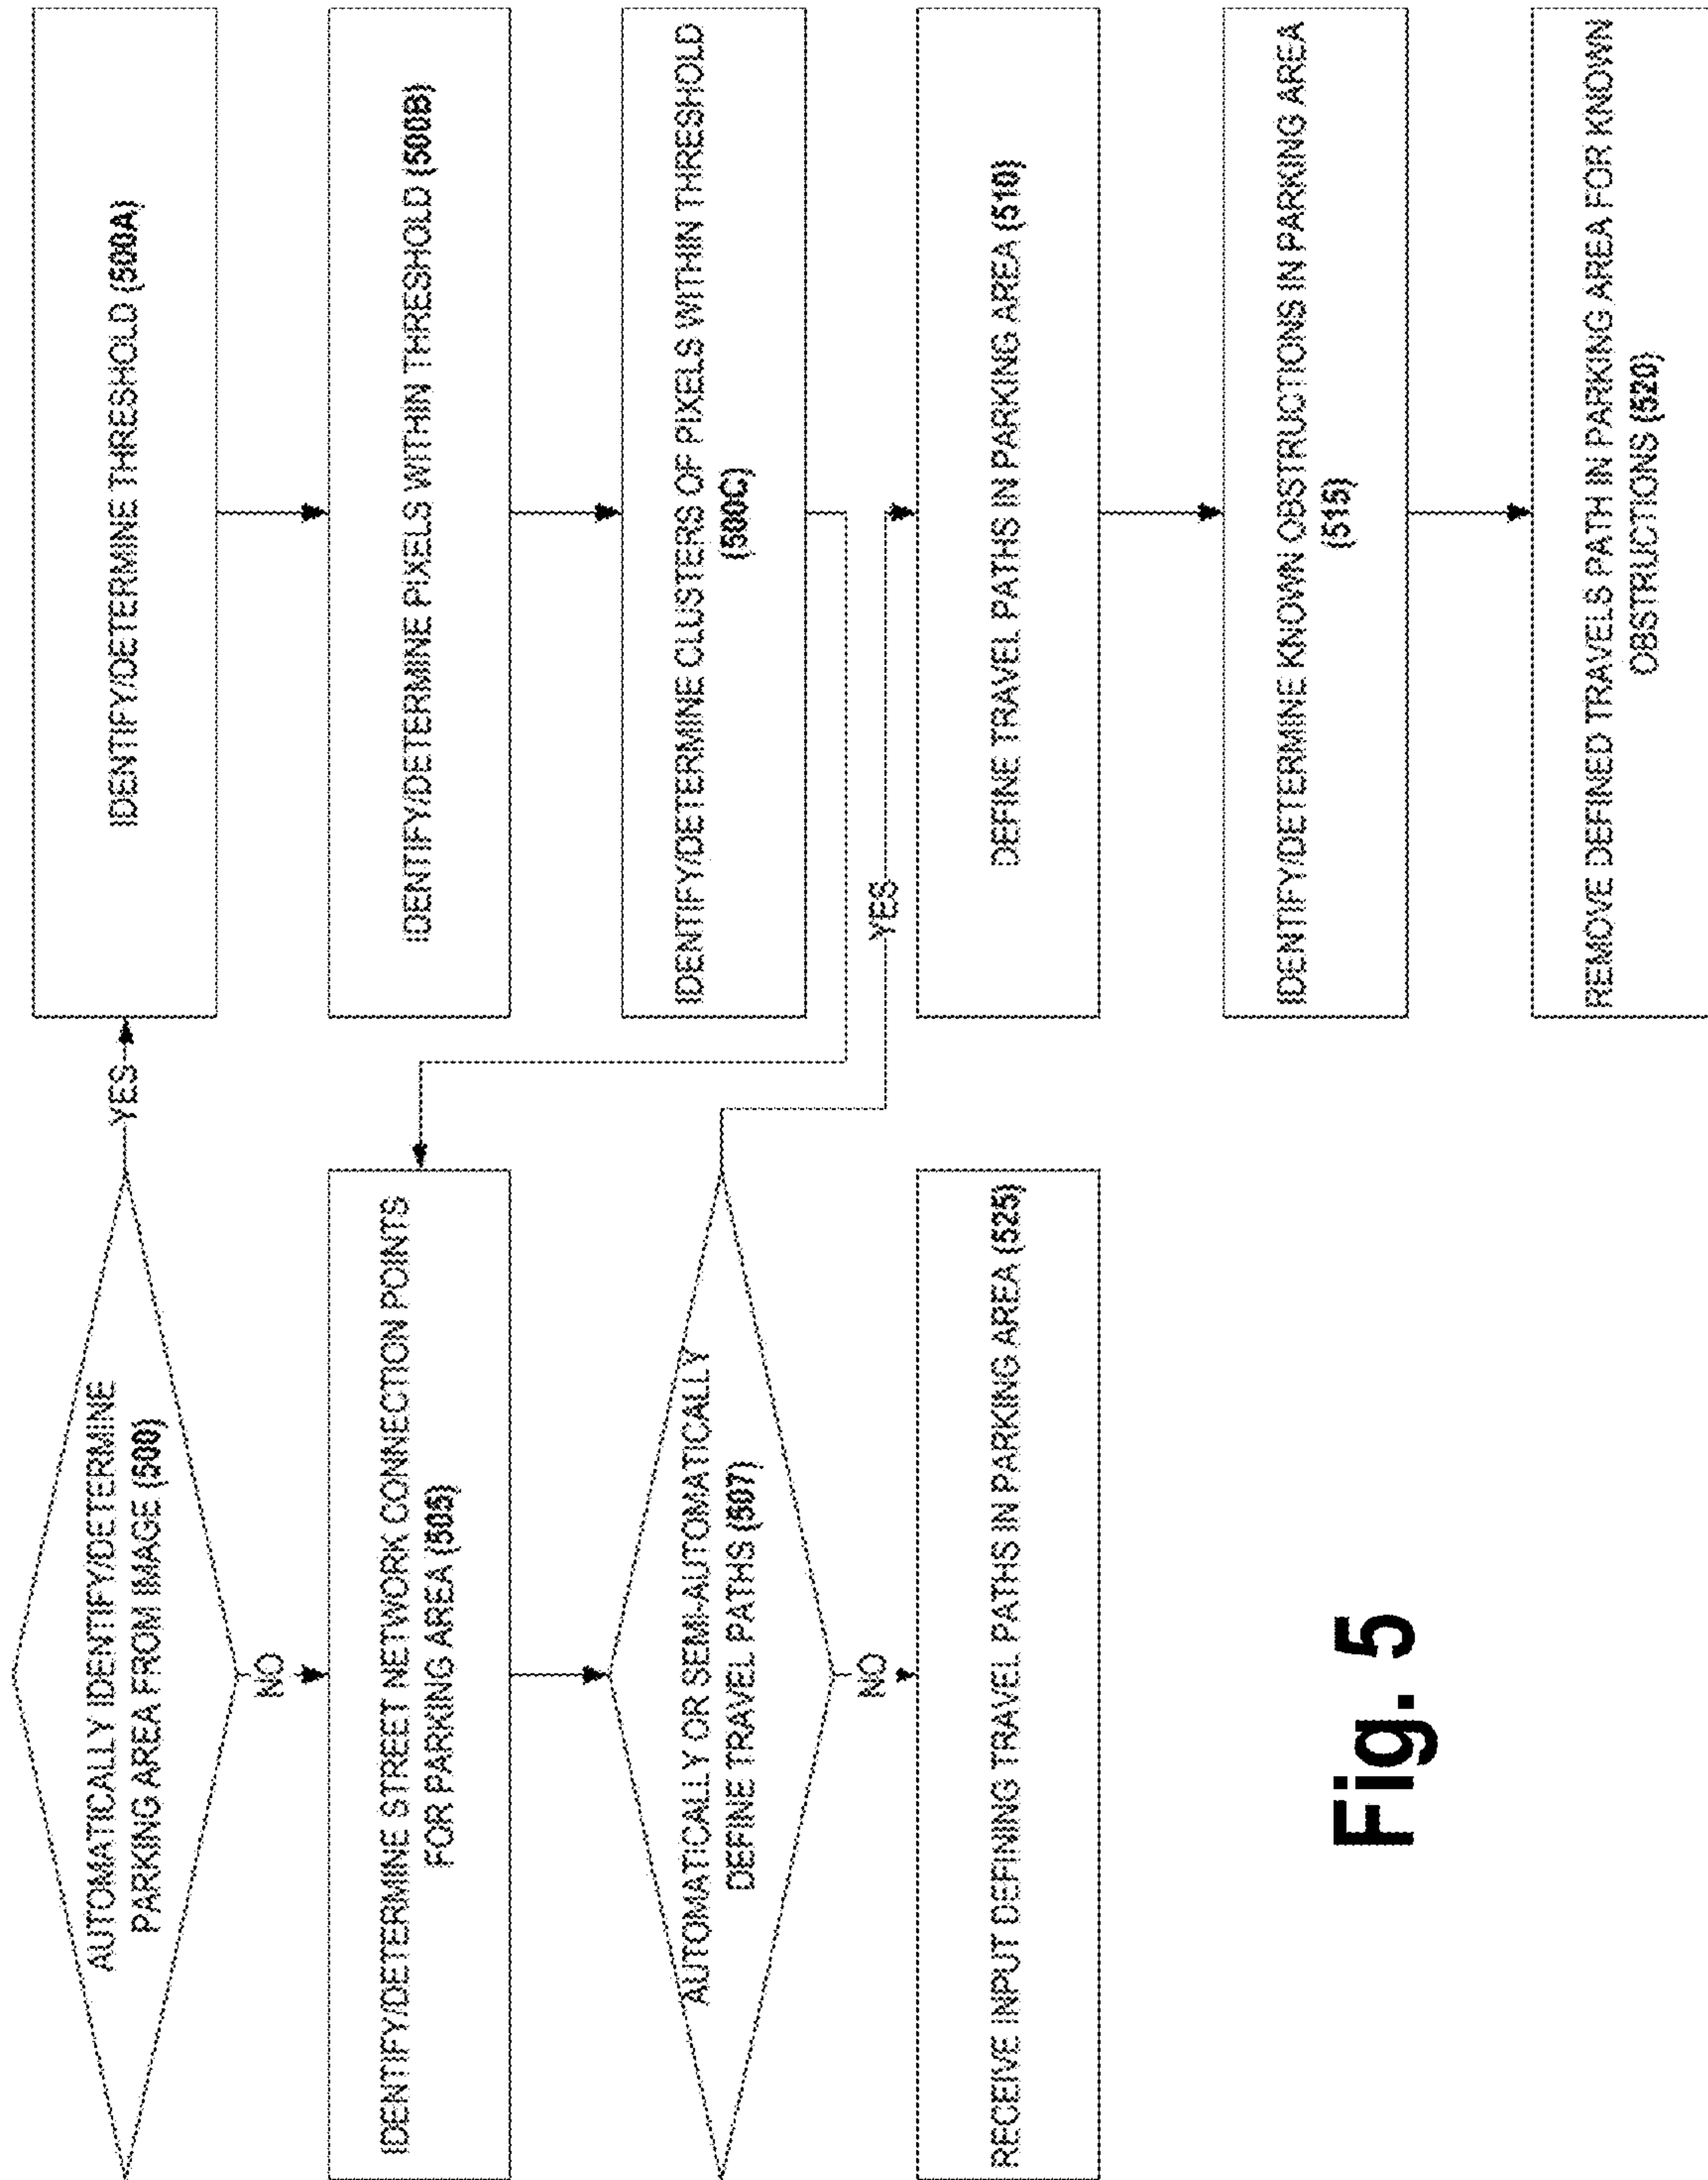 AUTOMATICALLY IDENTIFY/DETERMINE
PARKING AREA FROM IMAGE (500)
YES
IDENTIFY/DETERMINE THRESHOLD (500A)
NO
IDENTIFY/DETERMINE STREET NETWORK CONNECTION POINTS
FOR PARKING AREA (505)
IDENTIFY/DETERMINE PIXELS WITHIN THRESHOLD (500B)
IDENTIFY/DETERMINE CLUSTERS OF PIXELS WITHIN THRESHOLD
(500C)
AUTOMATICALLY OR SEMI-AUTOMATICALLY
DEFINE TRAVEL PATHS (507)
YES
NO
RECEIVE INPUT DEFINING TRAVEL PATHS IN PARKING AREA (525)
DEFINE TRAVEL PATHS IN PARKING AREA (510)
IDENTIFY/DETERMINE KNOWN OBSTRUCTIONS IN PARKING AREA
(515)
REMOVE DEFINED TRAVELS PATH IN PARKING AREA FOR KNOWN
OBSTRUCTIONS (520)
Fig. 5